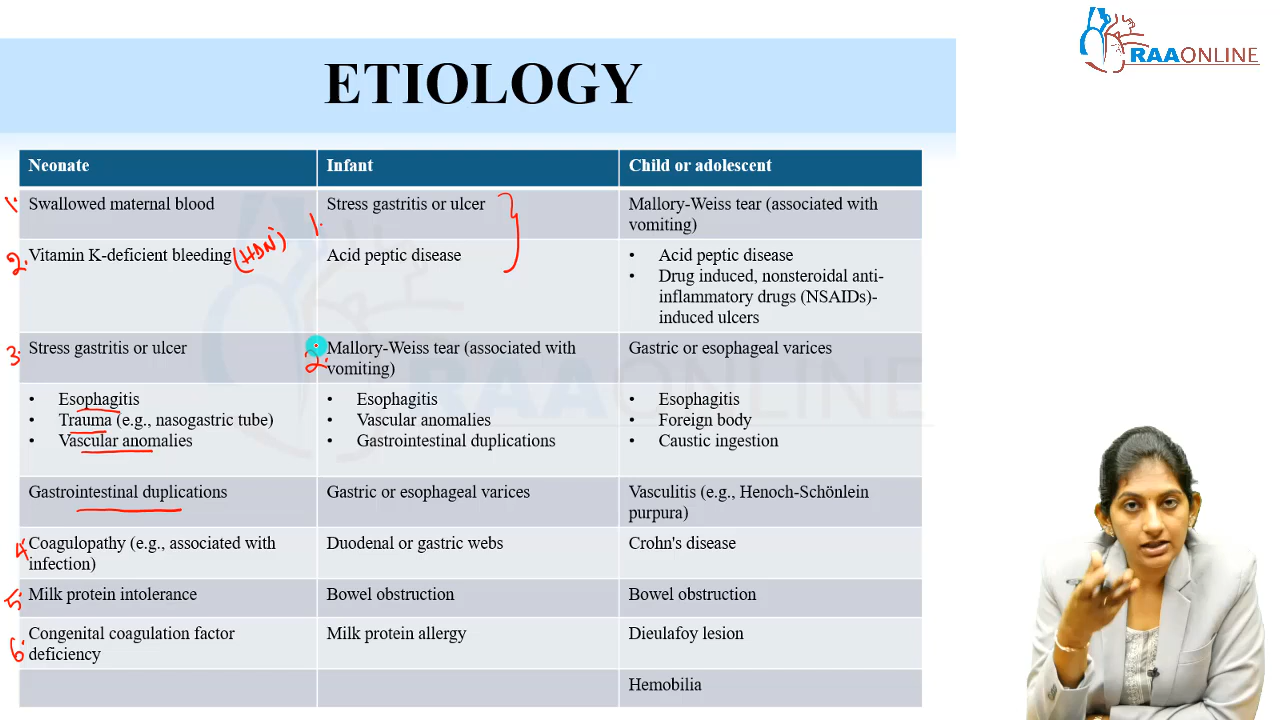 RAAONLINE
ETIOLOGY
Neonate
Infant
Child or adolescent
1.
Swallowed maternal blood
1.
Stress gastritis or ulcer
Mallory-Weiss tear (associated with
vomiting)
2.
Vitamin K-deficient bleeding
(HDN)
Acid peptic disease
• Acid peptic disease
• Drug induced, nonsteroidal anti-
inflammatory drugs (NSAIDs)-
induced ulcers
3.
Stress gastritis or ulcer
2.
Mallory-Weiss tear (associated with
vomiting)
Gastric or esophageal varices
• Esophagitis
• Trauma (e.g., nasogastric tube)
• Vascular anomalies
• Esophagitis
• Vascular anomalies
• Gastrointestinal duplications
• Esophagitis
• Foreign body
• Caustic ingestion
Gastrointestinal duplications
Gastric or esophageal varices
Vasculitis (e.g., Henoch-Schönlein
purpura)
4.
Coagulopathy (e.g., associated with
infection)
Duodenal or gastric webs
Crohn's disease
5.
Milk protein intolerance
Bowel obstruction
Bowel obstruction
6.
Congenital coagulation factor
deficiency
Milk protein allergy
Dieulafoy lesion
Hemobilia
RAAONLINE